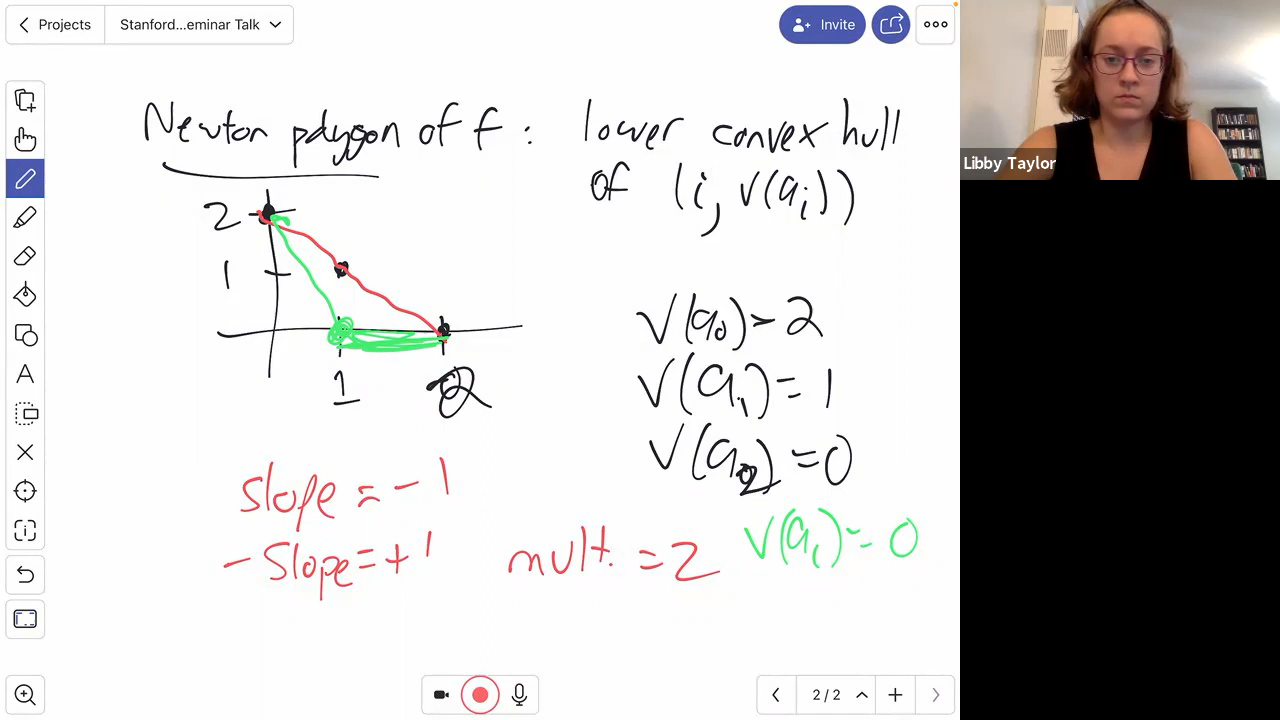 Projects
Stanford...eminar Talk
Invite
Libby Taylor
Newton polygon of f : lower convex hull
of (i, v(a_i))
2
1
1 2
v(a_0) = 2
v(a_1) = 1
v(a_2) = 0
slope = -1
-slope = +1
mult. = 2
v(a_1) = 0
A
2/2